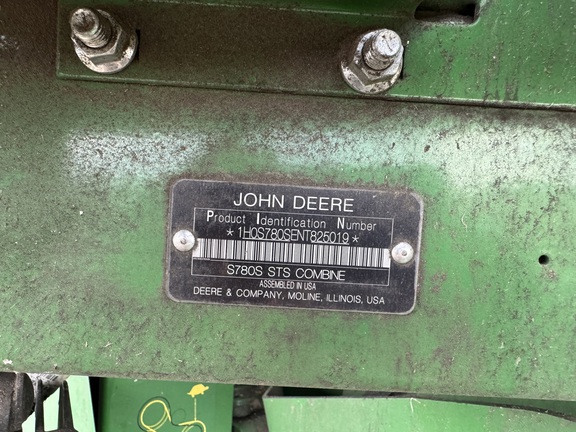 JOHN DEERE
Product Identification Number
*1H0S780SENT825019*
S780S STS COMBINE
ASSEMBLED IN USA
DEERE & COMPANY, MOLINE, ILLINOIS, USA